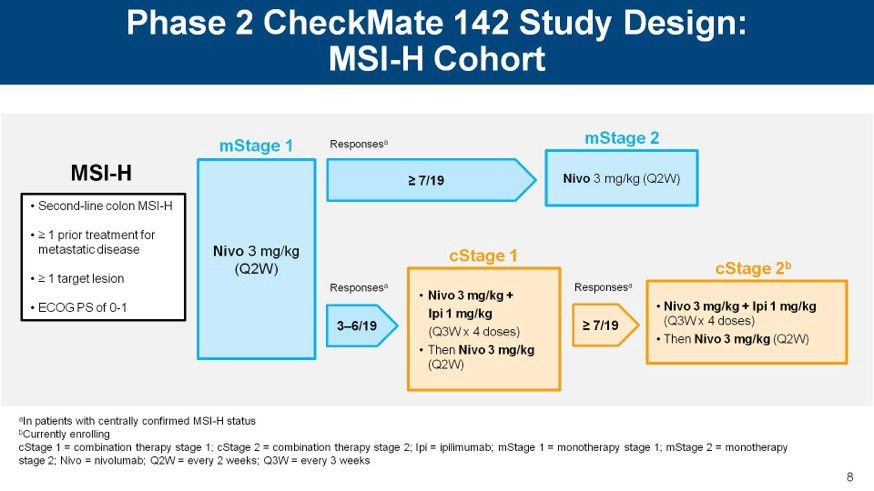 Phase 2 CheckMate 142 Study Design:
MSI-H Cohort
MSI-H
• Second-line colon MSI-H
• ≥ 1 prior treatment for
metastatic disease
• ≥ 1 target lesion
• ECOG PS of 0-1
mStage 1
Nivo 3 mg/kg
(Q2W)
Responsesᵃ
≥ 7/19
mStage 2
Nivo 3 mg/kg (Q2W)
Responsesᵃ
3–6/19
cStage 1
• Nivo 3 mg/kg +
Ipi 1 mg/kg
(Q3W x 4 doses)
• Then Nivo 3 mg/kg
(Q2W)
Responsesᵃ
≥ 7/19
cStage 2ᵇ
• Nivo 3 mg/kg + Ipi 1 mg/kg
(Q3W x 4 doses)
• Then Nivo 3 mg/kg (Q2W)
ᵃIn patients with centrally confirmed MSI-H status
ᵇCurrently enrolling
cStage 1 = combination therapy stage 1; cStage 2 = combination therapy stage 2; Ipi = ipilimumab; mStage 1 = monotherapy stage 1; mStage 2 = monotherapy
stage 2; Nivo = nivolumab; Q2W = every 2 weeks; Q3W = every 3 weeks
8